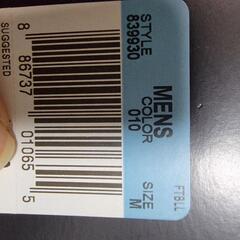 STYLE
839930
MENS
COLOR
010
SIZE
M
FTBLL
8 86737 01065 5
SUGGESTED